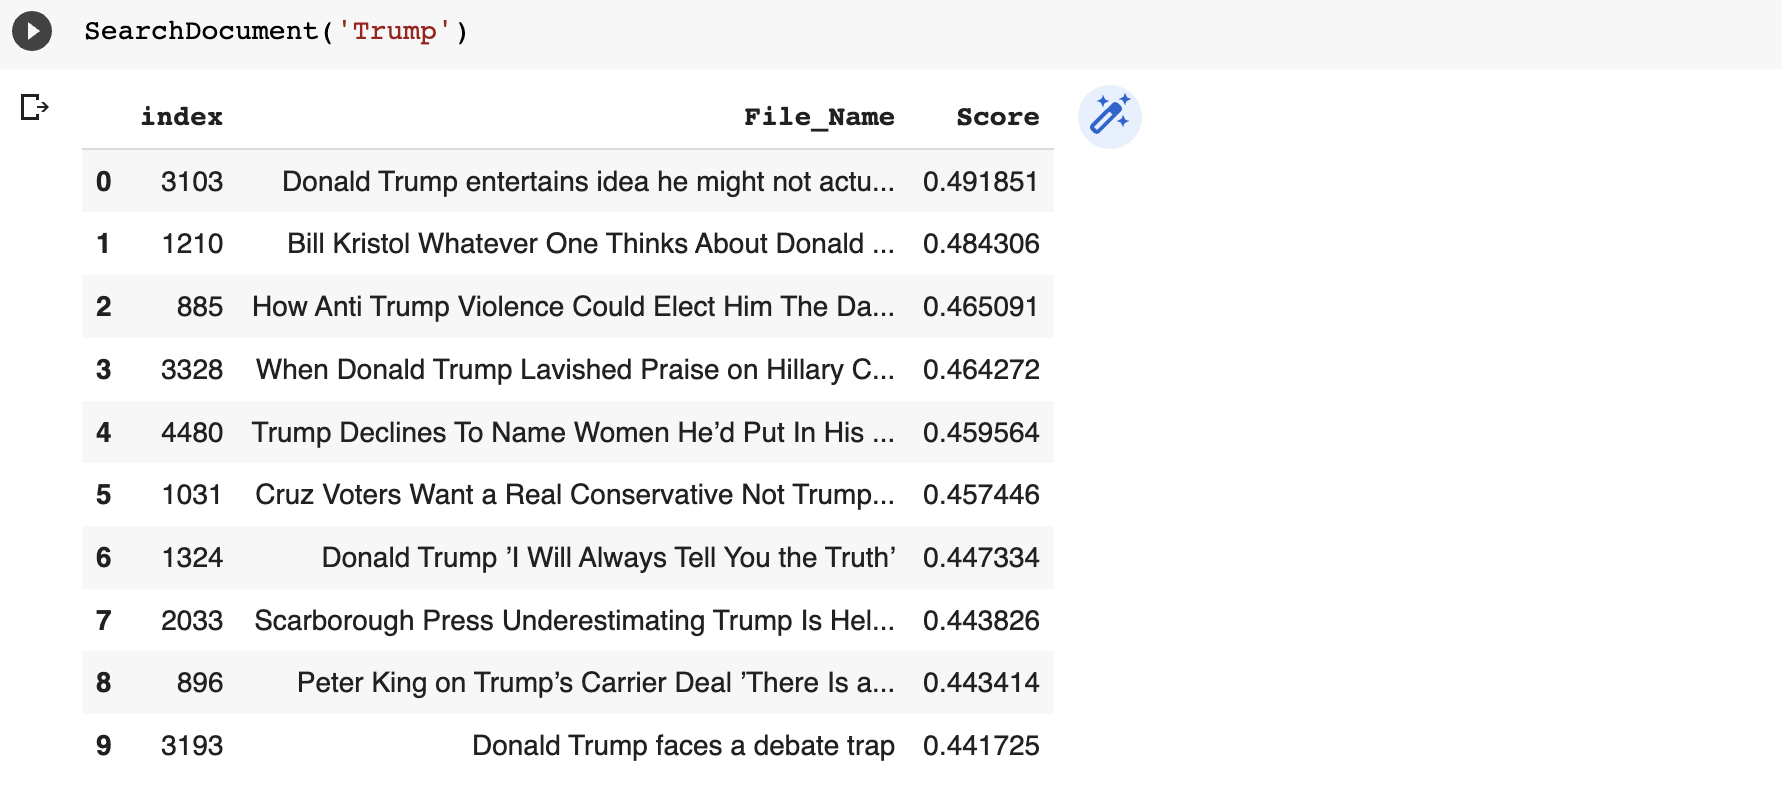 SearchDocument('Trump')
index File_Name Score
0 3103 Donald Trump entertains idea he might not actu... 0.491851
1 1210 Bill Kristol Whatever One Thinks About Donald ... 0.484306
2 885 How Anti Trump Violence Could Elect Him The Da... 0.465091
3 3328 When Donald Trump Lavished Praise on Hillary C... 0.464272
4 4480 Trump Declines To Name Women He’d Put In His ... 0.459564
5 1031 Cruz Voters Want a Real Conservative Not Trump... 0.457446
6 1324 Donald Trump ’I Will Always Tell You the Truth’ 0.447334
7 2033 Scarborough Press Underestimating Trump Is Hel... 0.443826
8 896 Peter King on Trump’s Carrier Deal ’There Is a... 0.443414
9 3193 Donald Trump faces a debate trap 0.441725